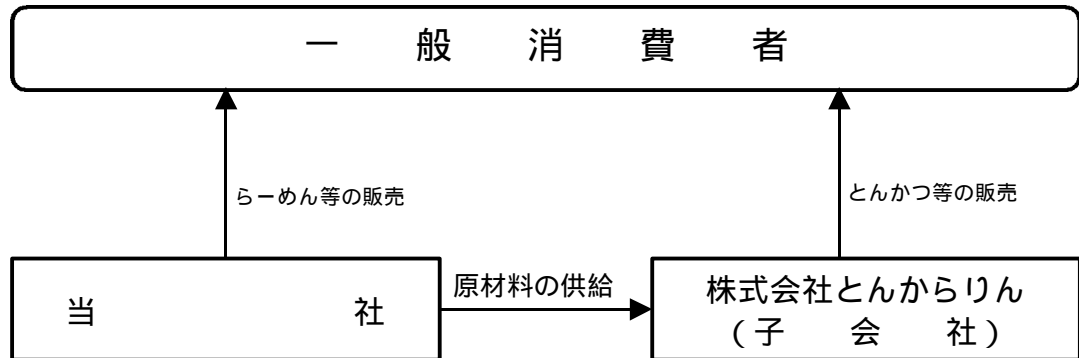 一般消費者
らーめん等の販売
とんかつ等の販売
当社
原材料の供給
株式会社とんからりん
(子会社)